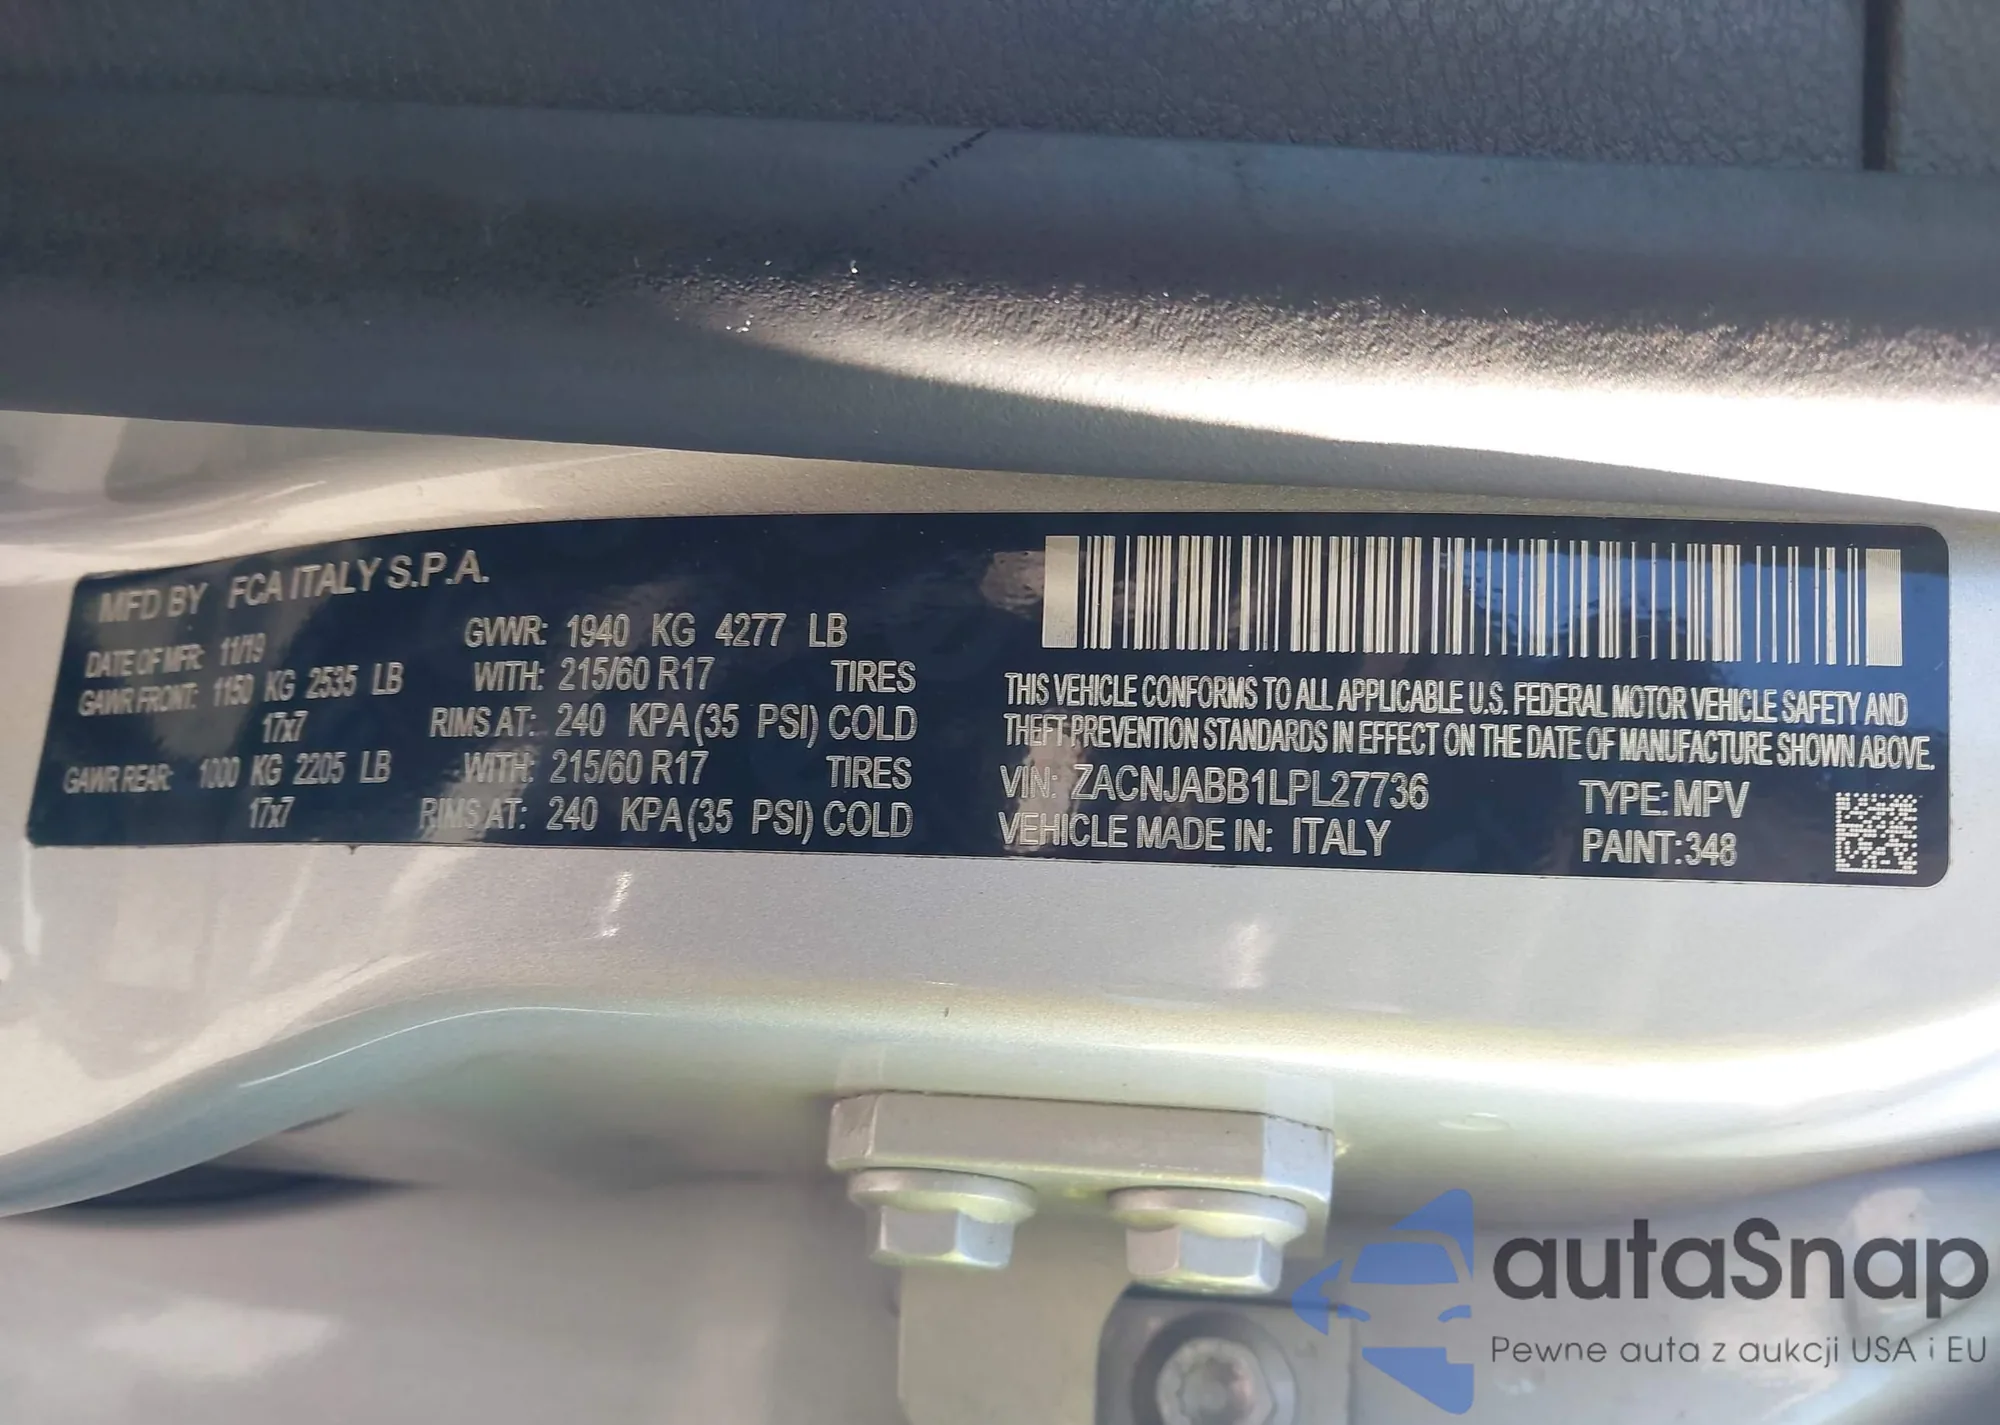 MFD BY FCA ITALY S.P.A.
DATE OF MFR: 11/19 GVWR: 1940 KG 4277 LB
GAWR FRONT: 1150 KG 2535 LB WITH: 215/60 R17 TIRES
17x7 RIMS AT: 240 KPA(35 PSI) COLD
GAWR REAR: 1000 KG 2205 LB WITH: 215/60 R17 TIRES
17x7 RIMS AT: 240 KPA(35 PSI) COLD
THIS VEHICLE CONFORMS TO ALL APPLICABLE U.S. FEDERAL MOTOR VEHICLE SAFETY AND
THEFT PREVENTION STANDARDS IN EFFECT ON THE DATE OF MANUFACTURE SHOWN ABOVE.
VIN: ZACNJABB1LPL27736 TYPE: MPV
VEHICLE MADE IN: ITALY PAINT:348
autaSnap
Pewne auta z aukcji USA i EU